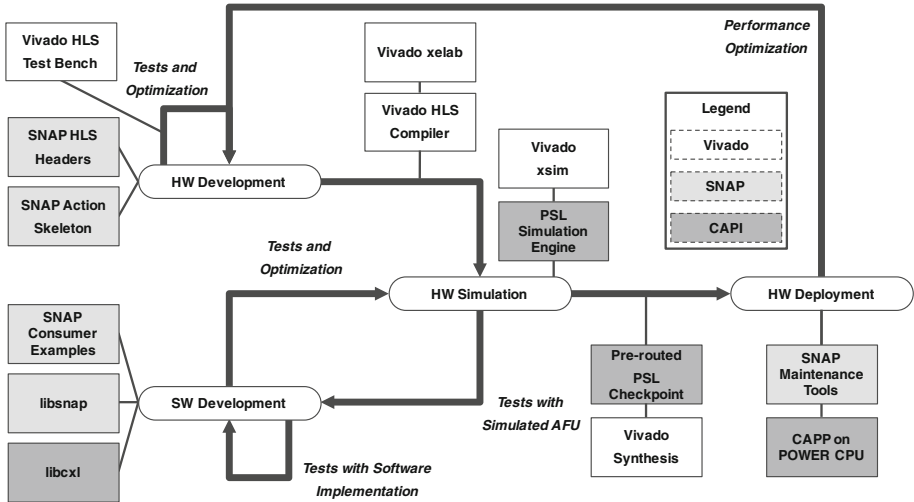 Vivado HLS
Test Bench
Tests and
Optimization
Vivado xelab
Performance
Optimization
Vivado HLS
Compiler
Legend
Vivado
SNAP
CAPI
SNAP HLS
Headers
SNAP Action
Skeleton
HW Development
Vivado
xsim
PSL
Simulation
Engine
Tests and
Optimization
HW Simulation
HW Deployment
SNAP
Consumer
Examples
libsnap
libcxl
SW Development
Tests with
Simulated AFU
Pre-routed
PSL
Checkpoint
Vivado
Synthesis
SNAP
Maintenance
Tools
CAPP on
POWER CPU
Tests with Software
Implementation